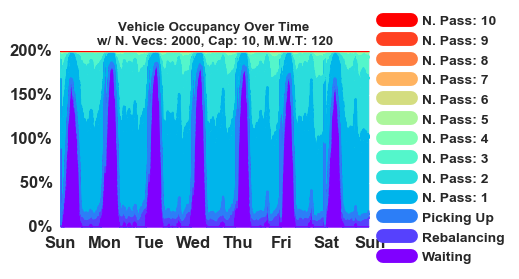 Vehicle Occupancy Over Time
w/ N. Vecs: 2000, Cap: 10, M.W.T: 120
200%
150%
100%
50%
0%
Sun Mon Tue Wed Thu Fri Sat Sun
N. Pass: 10
N. Pass: 9
N. Pass: 8
N. Pass: 7
N. Pass: 6
N. Pass: 5
N. Pass: 4
N. Pass: 3
N. Pass: 2
N. Pass: 1
Picking Up
Rebalancing
Waiting